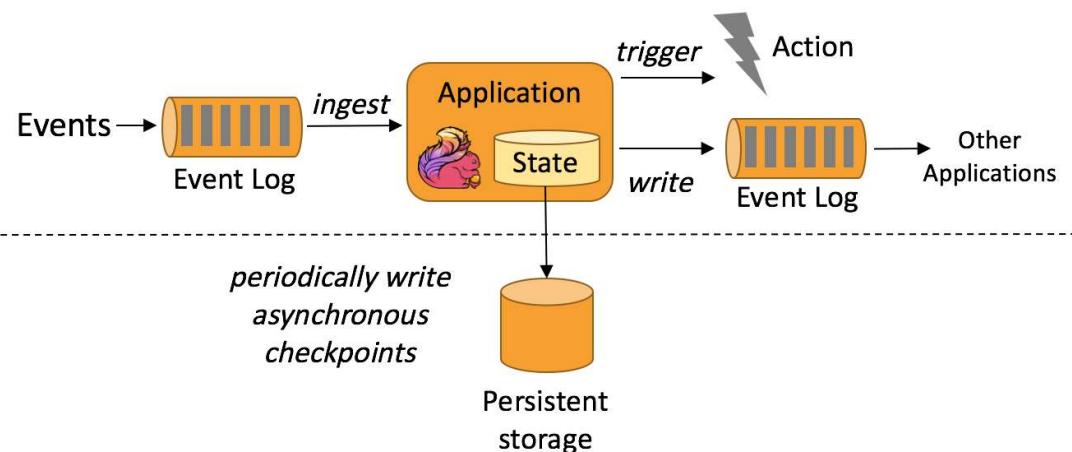 Events
Event Log
ingest
Application
State
trigger
Action
write
Event Log
Other
Applications
periodically write
asynchronous
checkpoints
Persistent
storage